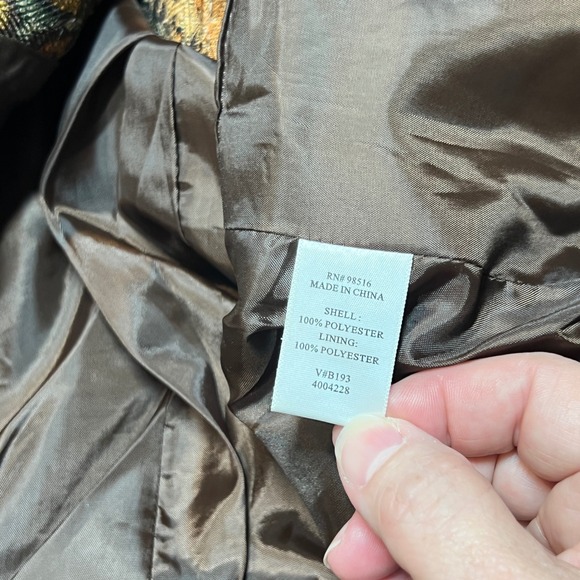 RN# 98516
MADE IN CHINA
SHELL :
100% POLYESTER
LINING:
100% POLYESTER
V#B193
4004228